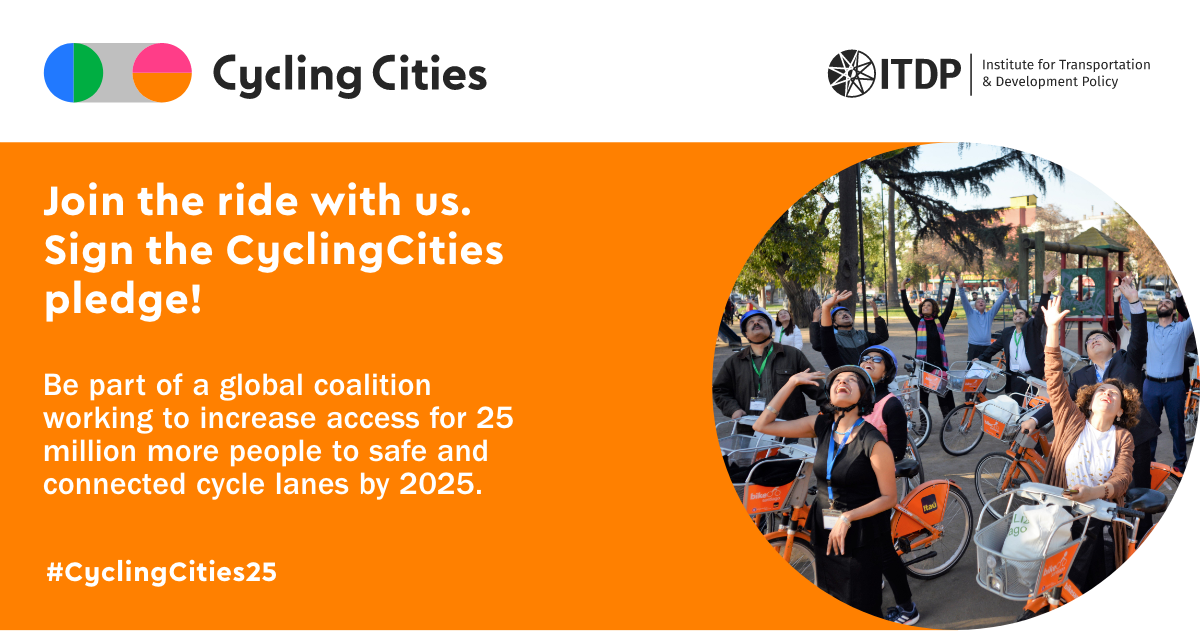 Cycling Cities
ITDP
Institute for Transportation
& Development Policy
Join the ride with us.
Sign the CyclingCities
pledge!
Be part of a global coalition
working to increase access for 25
million more people to safe and
connected cycle lanes by 2025.
#CyclingCities25
Itaú
bike